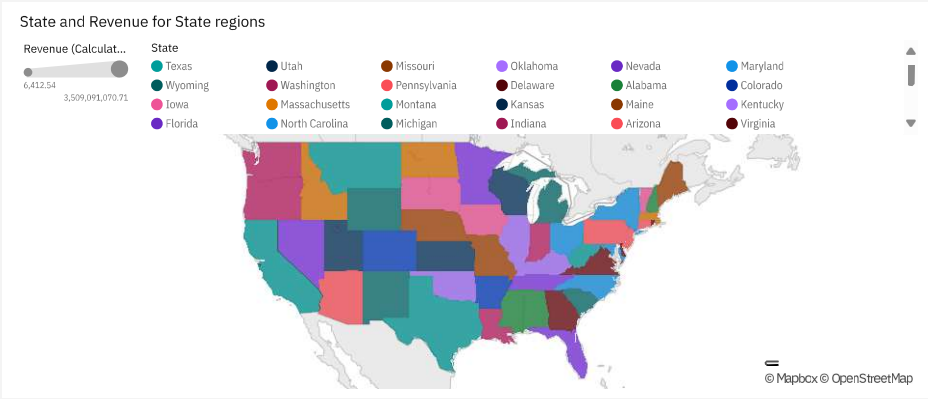 State and Revenue for State regions
Revenue (Calculat...
6,412.54
3,509,091,070.71
State
Texas Utah Missouri Oklahoma Nevada Maryland
Wyoming Washington Pennsylvania Delaware Alabama Colorado
Iowa Massachusetts Montana Kansas Maine Kentucky
Florida North Carolina Michigan Indiana Arizona Virginia
© Mapbox © OpenStreetMap